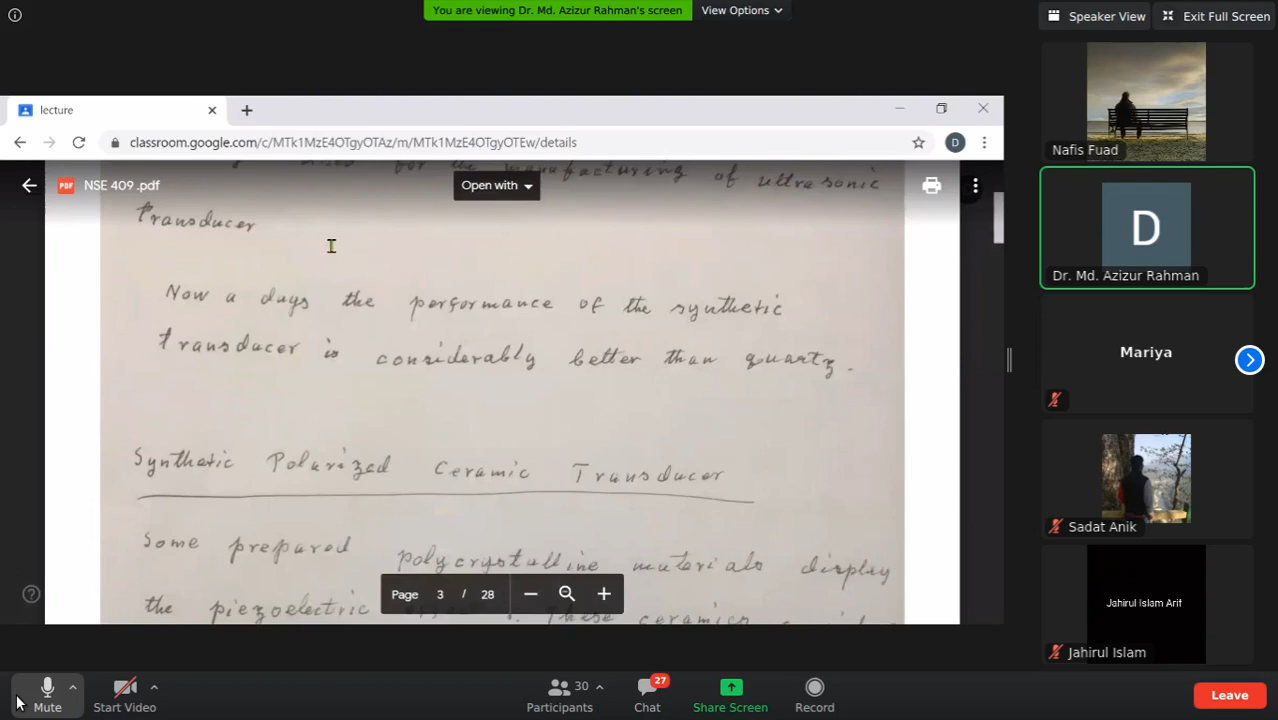 You are viewing Dr. Md. Azizur Rahman's screen
View Options
Speaker View
Exit Full Screen
lecture
classroom.google.com/c/MTk1MzE4OTgyOTAz/m/MTk1MzE4OTgyOTEw/details
D
NSE 409 .pdf
Open with
for the manufacturing of ultrasonic
transducer
Now a days the performance of the synthetic
transducer is considerably better than quartz.
Synthetic Polarized Ceramic Transducer
Some prepared polycrystalline materials display
the piezoelectric effect. These ceramics
Page 3 / 28
Nafis Fuad
D
Dr. Md. Azizur Rahman
Mariya
Sadat Anik
Jahirul Islam Arif
Jahirul Islam
Mute
Start Video
30
Participants
27
Chat
Share Screen
Record
Leave